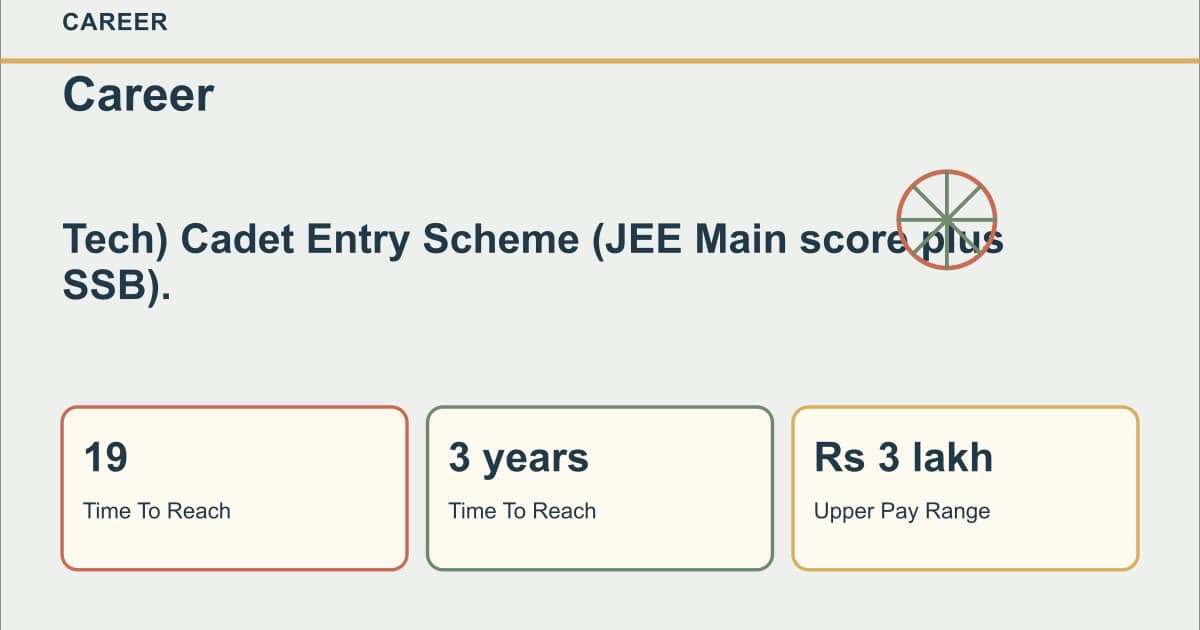 CAREER
Career
Tech) Cadet Entry Scheme (JEE Main score plus
SSB).
19
Time To Reach
3 years
Time To Reach
Rs 3 lakh
Upper Pay Range